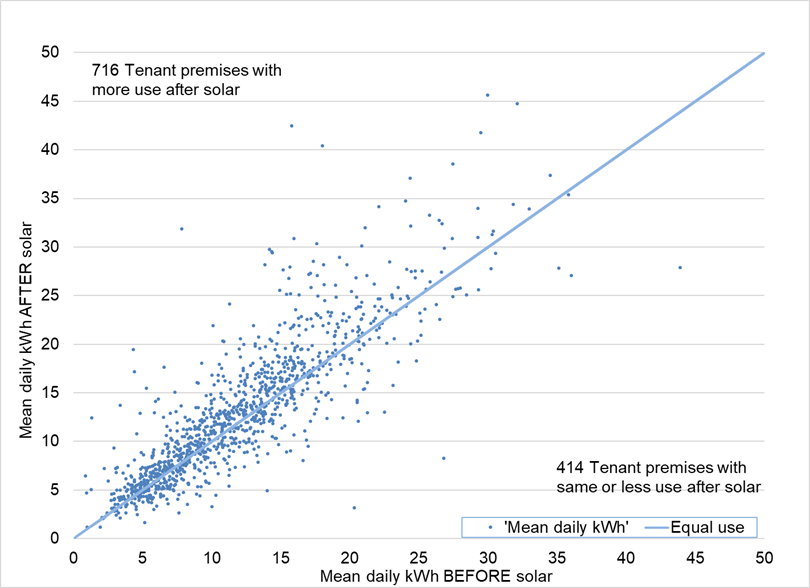 50
45
40
35
30
25
20
15
10
5
0
Mean daily kWh AFTER solar
716 Tenant premises with
more use after solar
414 Tenant premises with
same or less use after solar
'Mean daily kWh' Equal use
0 5 10 15 20 25 30 35 40 45 50
Mean daily kWh BEFORE solar